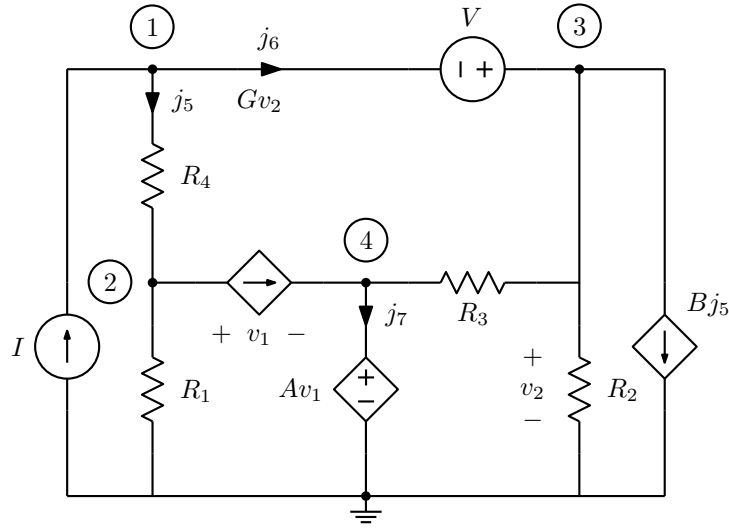 1
j₆
V
3
Gv₂
− +
j₅
R₄
4
2
R₃
j₇
Bj₅
+ v₁ −
I
+
R₁
Av₁
+
−
v₂
R₂
−